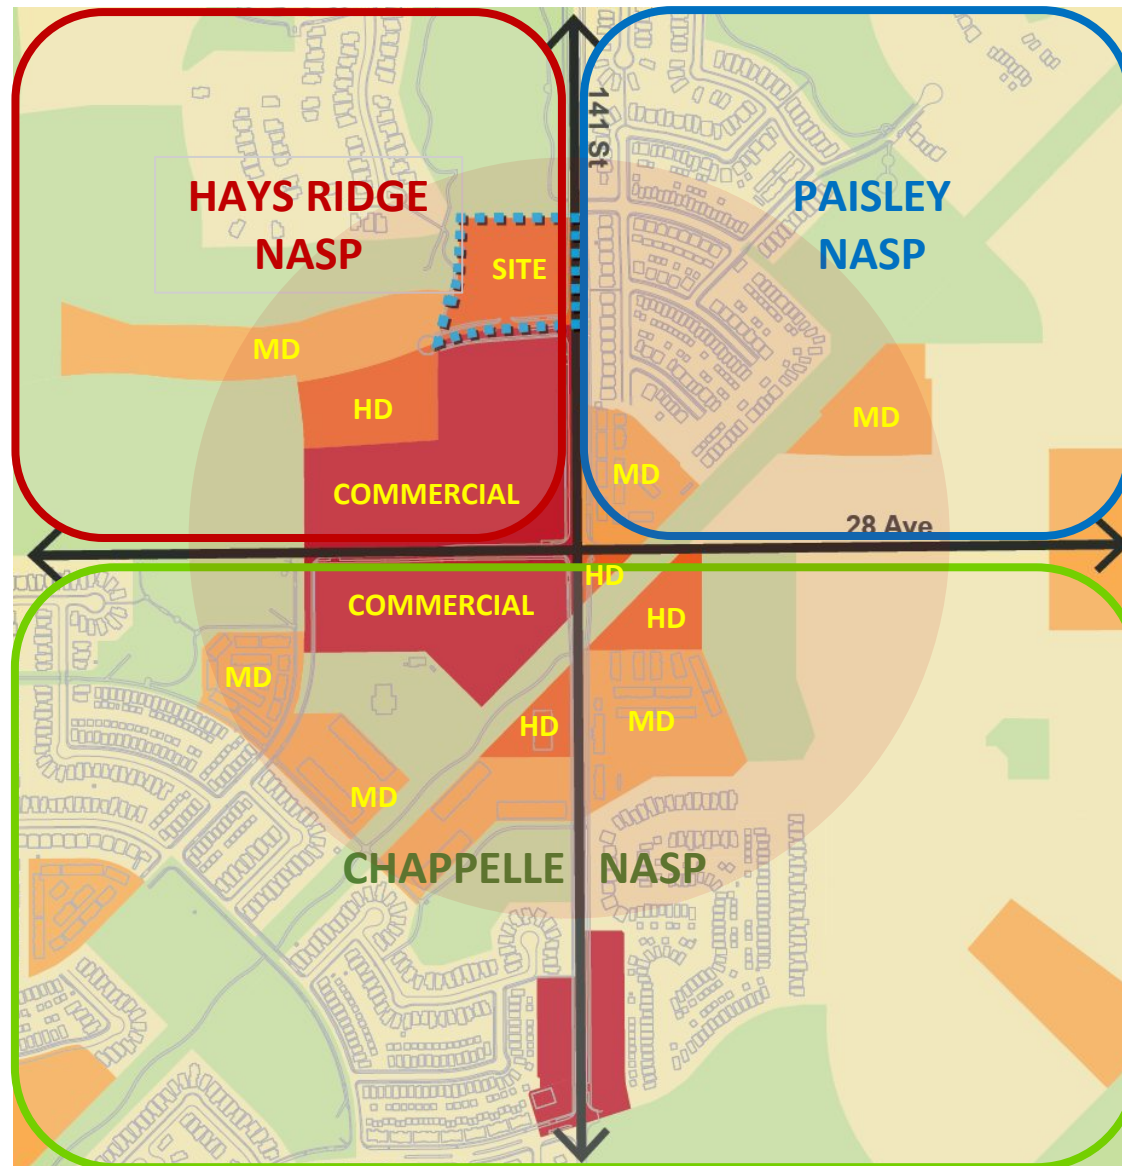 141 St
HAYS RIDGE
NASP
PAISLEY
NASP
SITE
MD
HD
MD
MD
COMMERCIAL
28 Ave
HD
COMMERCIAL
HD
MD
HD
MD
MD
CHAPPELLE NASP